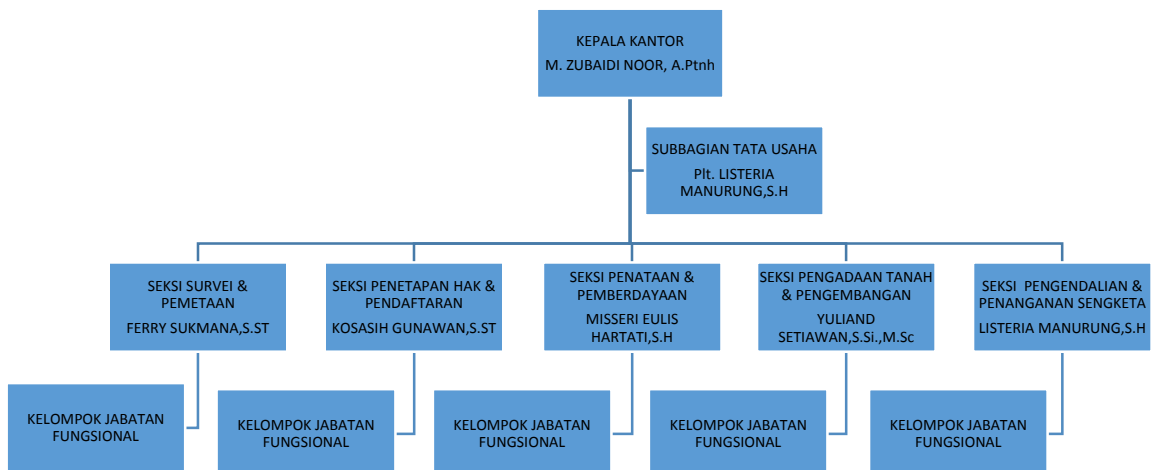 KEPALA KANTOR
M. ZUBAIDI NOOR, A.Ptnh
SUBBAGIAN TATA USAHA
Plt. LISTERIA
MANURUNG,S.H
SEKSI SURVEI &
PEMETAAN
FERRY SUKMANA,S.ST
SEKSI PENETAPAN HAK &
PENDAFTARAN
KOSASIH GUNAWAN,S.ST
SEKSI PENATAAN &
PEMBERDAYAAN
MISSERI EULIS
HARTATI,S.H
SEKSI PENGADAAN TANAH
& PENGEMBANGAN
YULIAND
SETIAWAN,S.Si.,M.Sc
SEKSI PENGENDALIAN &
PENANGANAN SENGKETA
LISTERIA MANURUNG,S.H
KELOMPOK JABATAN
FUNGSIONAL
KELOMPOK JABATAN
FUNGSIONAL
KELOMPOK JABATAN
FUNGSIONAL
KELOMPOK JABATAN
FUNGSIONAL
KELOMPOK JABATAN
FUNGSIONAL